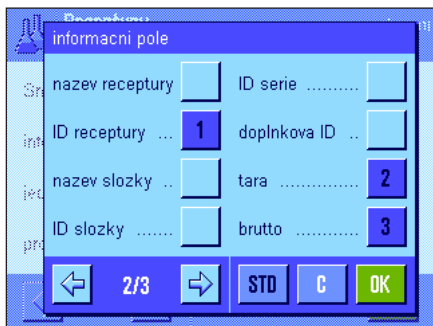 Receptury
informacni pole
nazev receptury
ID serie ..........
ID receptury ... 1
doplnkova ID ..
nazev slozky ..
tara ............... 2
ID slozky .......
brutto ............ 3
2/3
STD
C
OK